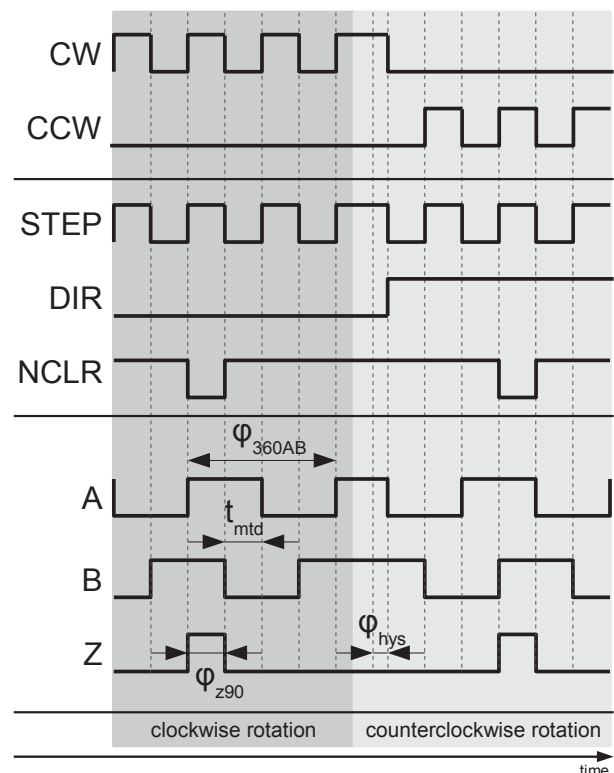 CW
CCW
STEP
DIR
NCLR
φ360AB
A
tmtd
B
φhys
Z
φz90
clockwise rotation counterclockwise rotation
time